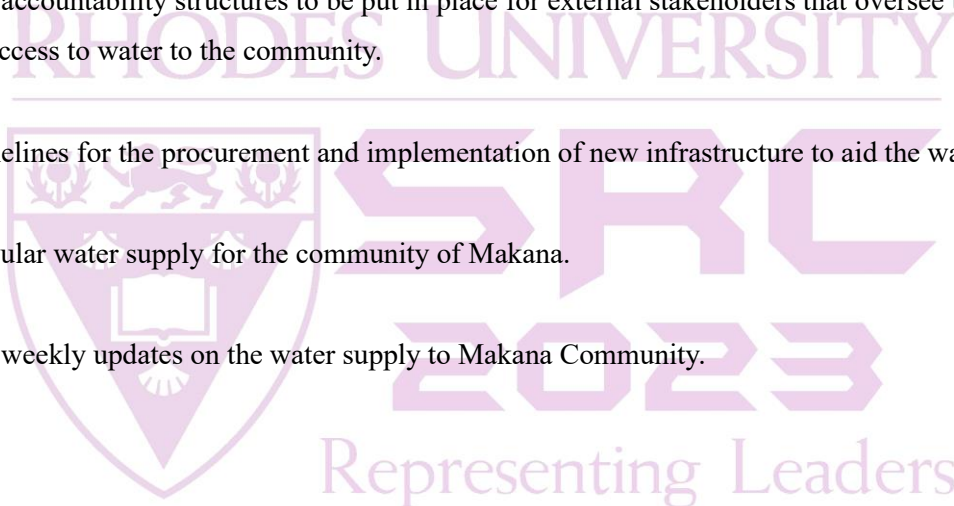 accountability structures to be put in place for external stakeholders that oversee
access to water to the community.
RHODES UNIVERSITY
elines for the procurement and implementation of new infrastructure to aid the wa
SRC
ular water supply for the community of Makana.
weekly updates on the water supply to Makana Community.
2023
Representing Leaders